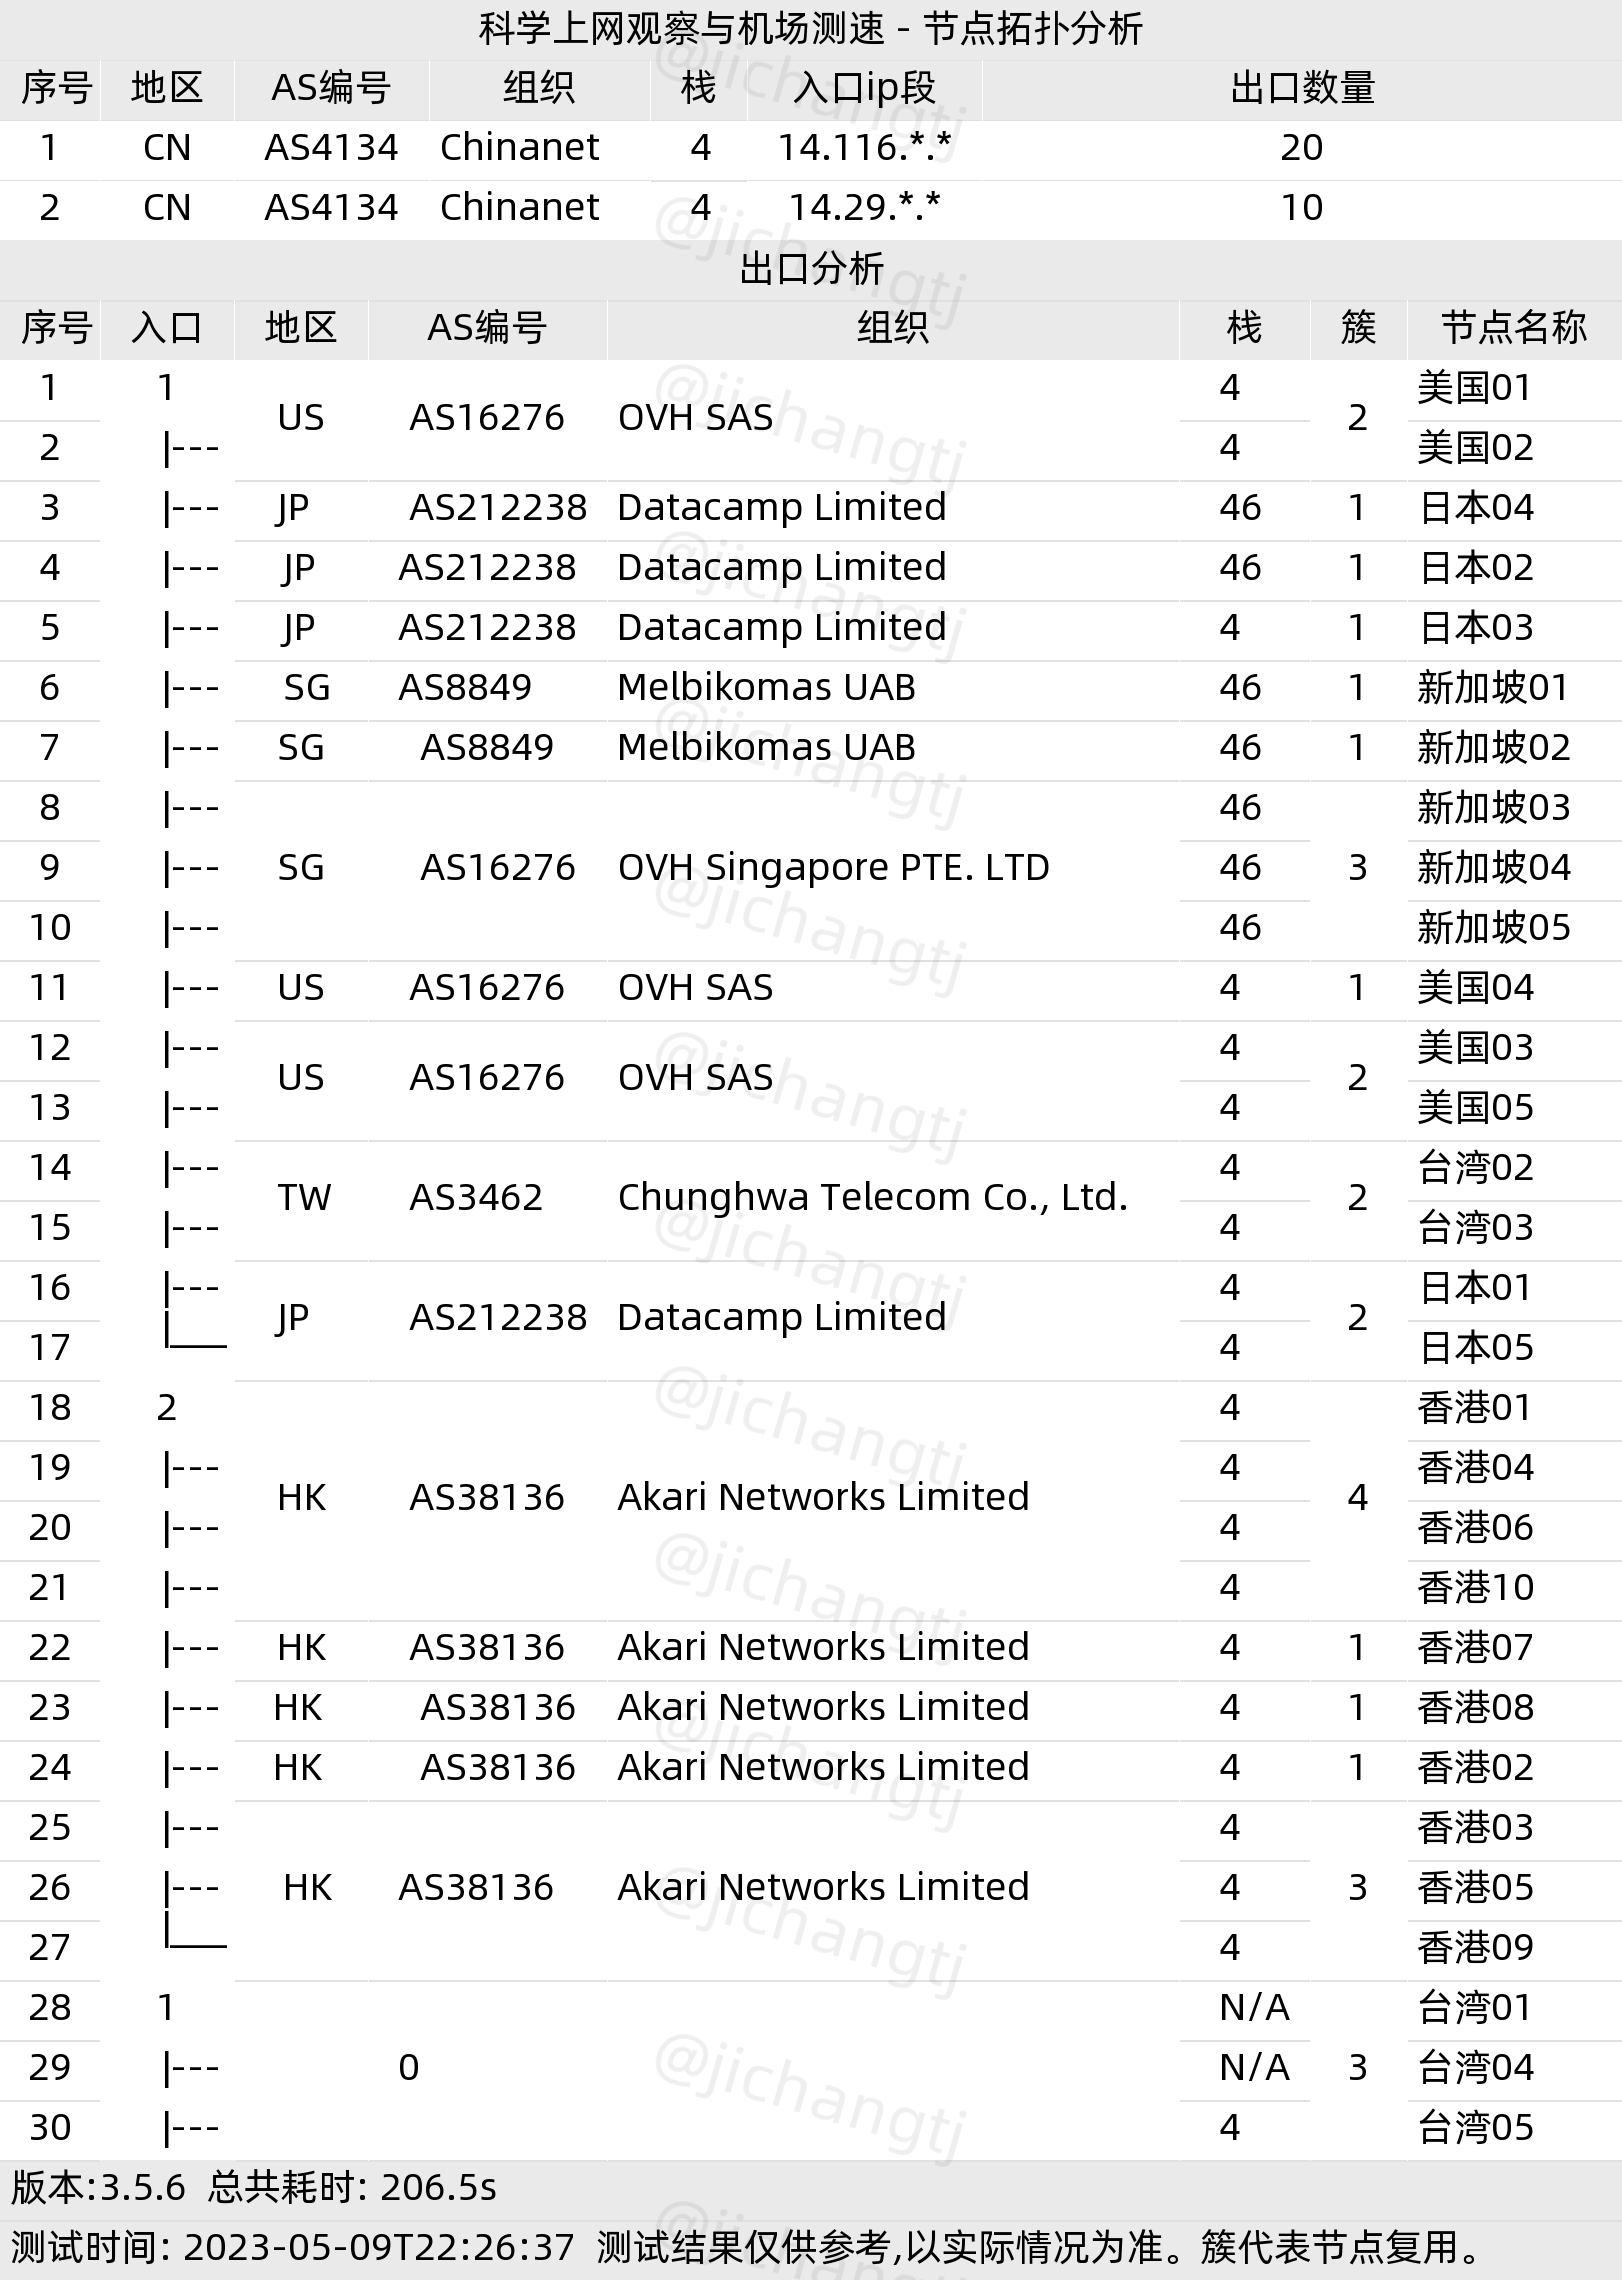 科学上网观察与机场测速 - 节点拓扑分析
序号 地区 AS编号 组织 栈 入口ip段 出口数量
1 CN AS4134 Chinanet 4 14.116.*.* 20
2 CN AS4134 Chinanet 4 14.29.*.* 10
出口分析
序号 入口 地区 AS编号 组织 栈 簇 节点名称
1 1 US AS16276 OVH SAS 4 2 美国01
2 |--- 4 美国02
3 |--- JP AS212238 Datacamp Limited 46 1 日本04
4 |--- JP AS212238 Datacamp Limited 46 1 日本02
5 |--- JP AS212238 Datacamp Limited 4 1 日本03
6 |--- SG AS8849 Melbikomas UAB 46 1 新加坡01
7 |--- SG AS8849 Melbikomas UAB 46 1 新加坡02
8 |--- 46 新加坡03
9 |--- SG AS16276 OVH Singapore PTE. LTD 46 3 新加坡04
10 |--- 46 新加坡05
11 |--- US AS16276 OVH SAS 4 1 美国04
12 |--- US AS16276 OVH SAS 4 2 美国03
13 |--- 4 美国05
14 |--- TW AS3462 Chunghwa Telecom Co., Ltd. 4 2 台湾02
15 |--- 4 台湾03
16 |--- JP AS212238 Datacamp Limited 4 2 日本01
17 |___ 4 日本05
18 2 4 香港01
19 |--- HK AS38136 Akari Networks Limited 4 4 香港04
20 |--- 4 香港06
21 |--- 4 香港10
22 |--- HK AS38136 Akari Networks Limited 4 1 香港07
23 |--- HK AS38136 Akari Networks Limited 4 1 香港08
24 |--- HK AS38136 Akari Networks Limited 4 1 香港02
25 |--- 4 香港03
26 |--- HK AS38136 Akari Networks Limited 4 3 香港05
27 |___ 4 香港09
28 1 N/A 台湾01
29 |--- 0 N/A 3 台湾04
30 |--- 4 台湾05
版本:3.5.6 总共耗时: 206.5s
测试时间: 2023-05-09T22:26:37 测试结果仅供参考,以实际情况为准。簇代表节点复用。
@jichangtj
@jichangtj
@jichangtj
@jichangtj
@jichangtj
@jichangtj
@jichangtj
@jichangtj
@jichangtj
@jichangtj
@jichangtj
@jichangtj
@jichangtj